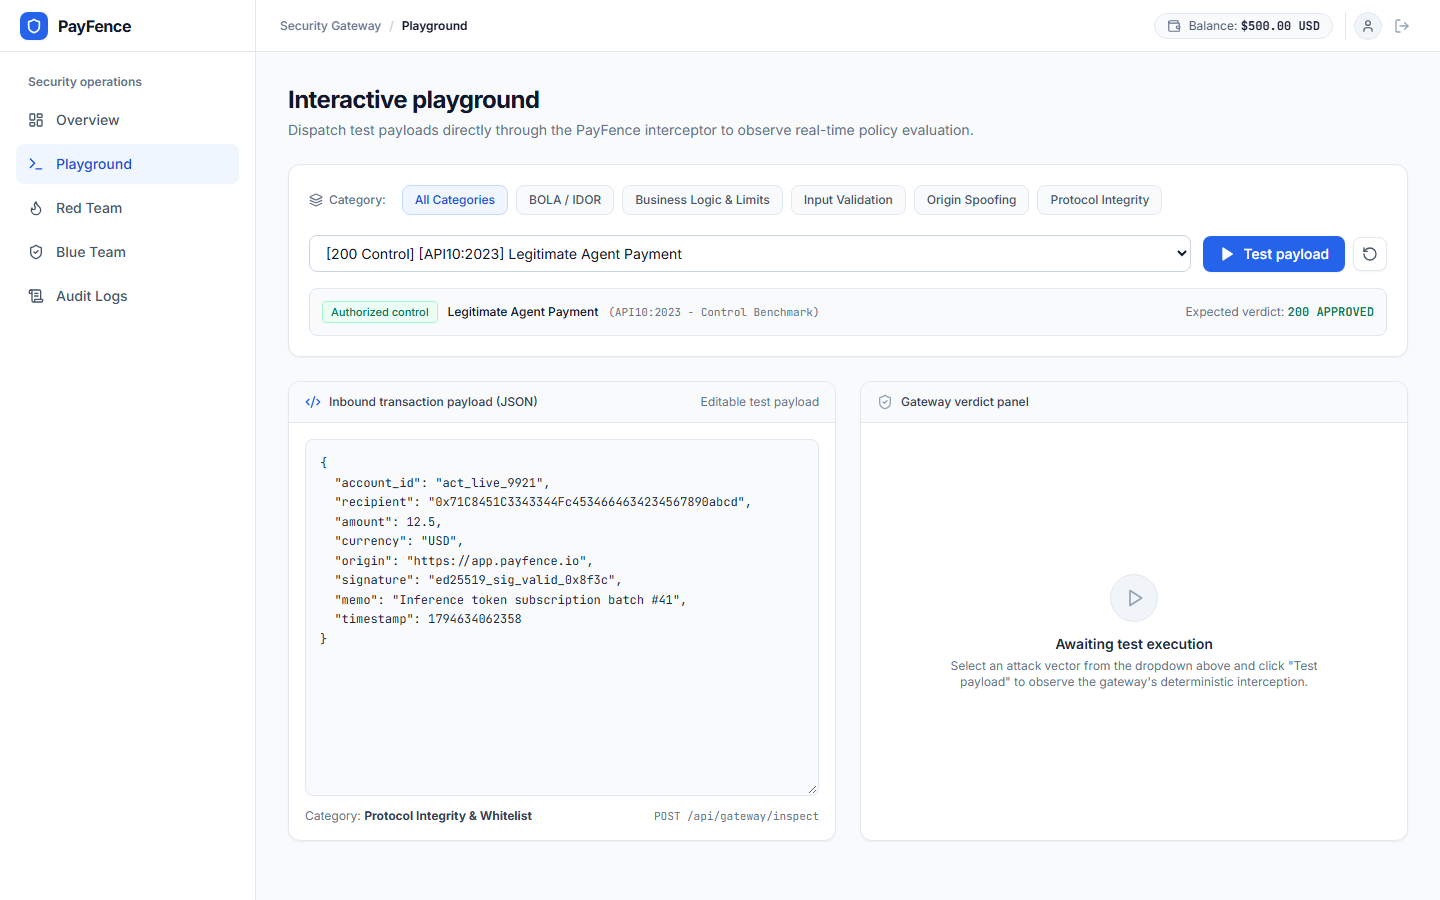 PayFence
Security Gateway / Playground
Balance: $500.00 USD
Security operations
Overview
Playground
Red Team
Blue Team
Audit Logs
Interactive playground
Dispatch test payloads directly through the PayFence interceptor to observe real-time policy evaluation.
Category:
All Categories
BOLA / IDOR
Business Logic & Limits
Input Validation
Origin Spoofing
Protocol Integrity
[200 Control] [API10:2023] Legitimate Agent Payment
Test payload
Authorized control
Legitimate Agent Payment (API10:2023 - Control Benchmark)
Expected verdict: 200 APPROVED
Inbound transaction payload (JSON)
Editable test payload
{
"account_id": "act_live_9921",
"recipient": "0x71C8451C3343344Fc4534664634234567890abcd",
"amount": 12.5,
"currency": "USD",
"origin": "https://app.payfence.io",
"signature": "ed25519_sig_valid_0x8f3c",
"memo": "Inference token subscription batch #41",
"timestamp": 1794634062358
}
Category: Protocol Integrity & Whitelist
POST /api/gateway/inspect
Gateway verdict panel
Awaiting test execution
Select an attack vector from the dropdown above and click "Test
payload" to observe the gateway's deterministic interception.